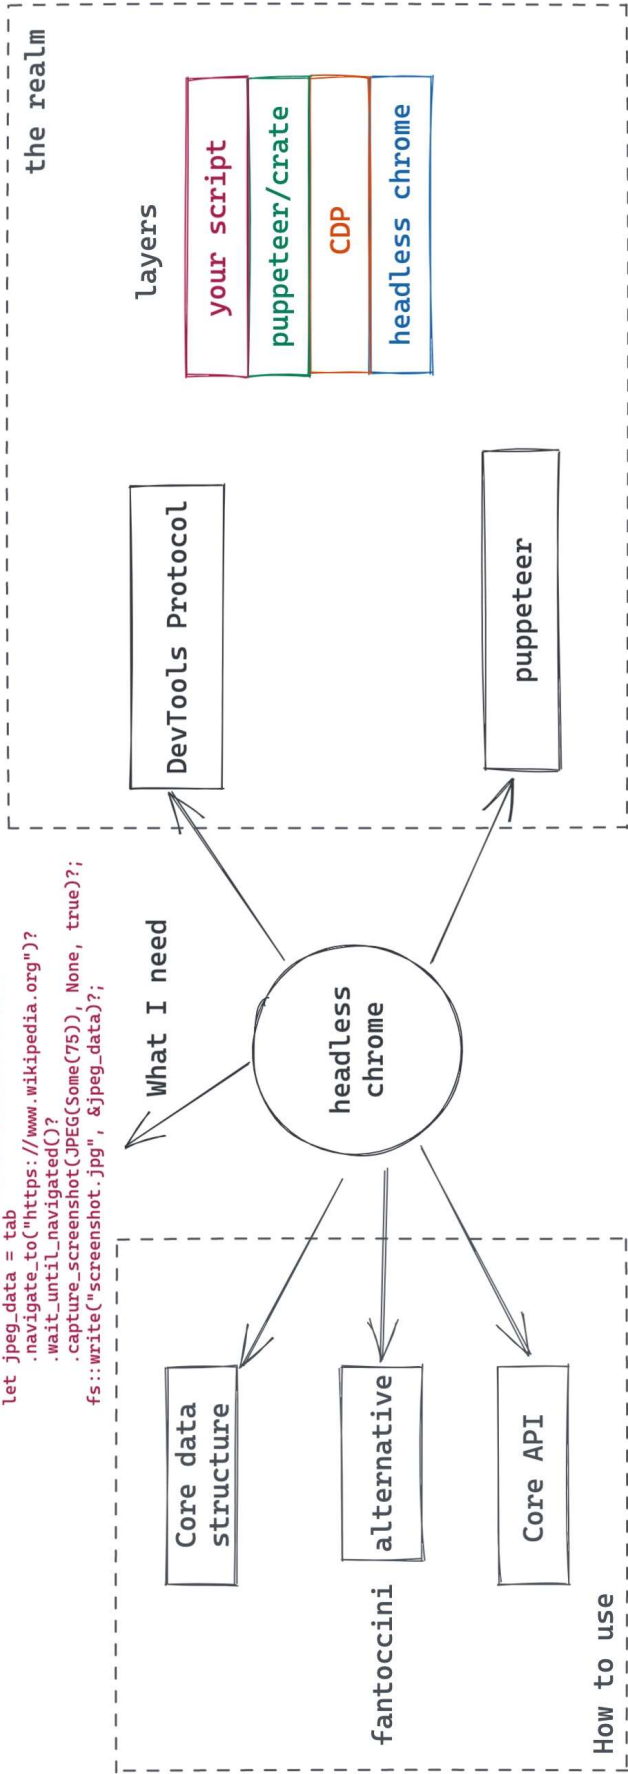 let jpeg_data = tab
.navigate_to("https://www.wikipedia.org")?
.wait_until_navigated()?
.capture_screenshot(JPEG(Some(75)), None, true)?;
fs::write("screenshot.jpg", &jpeg_data)?;
What I need
headless
chrome
the realm
layers
your script
puppeteer/crate
CDP
headless chrome
DevTools Protocol
puppeteer
Core data
structure
fantoccini
alternative
Core API
How to use